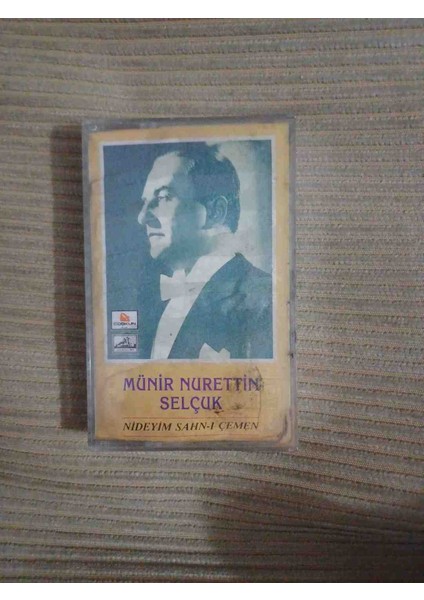 MÜNİR NURETTİN
SELÇUK
NİDEYİM SAHN-I ÇEMEN